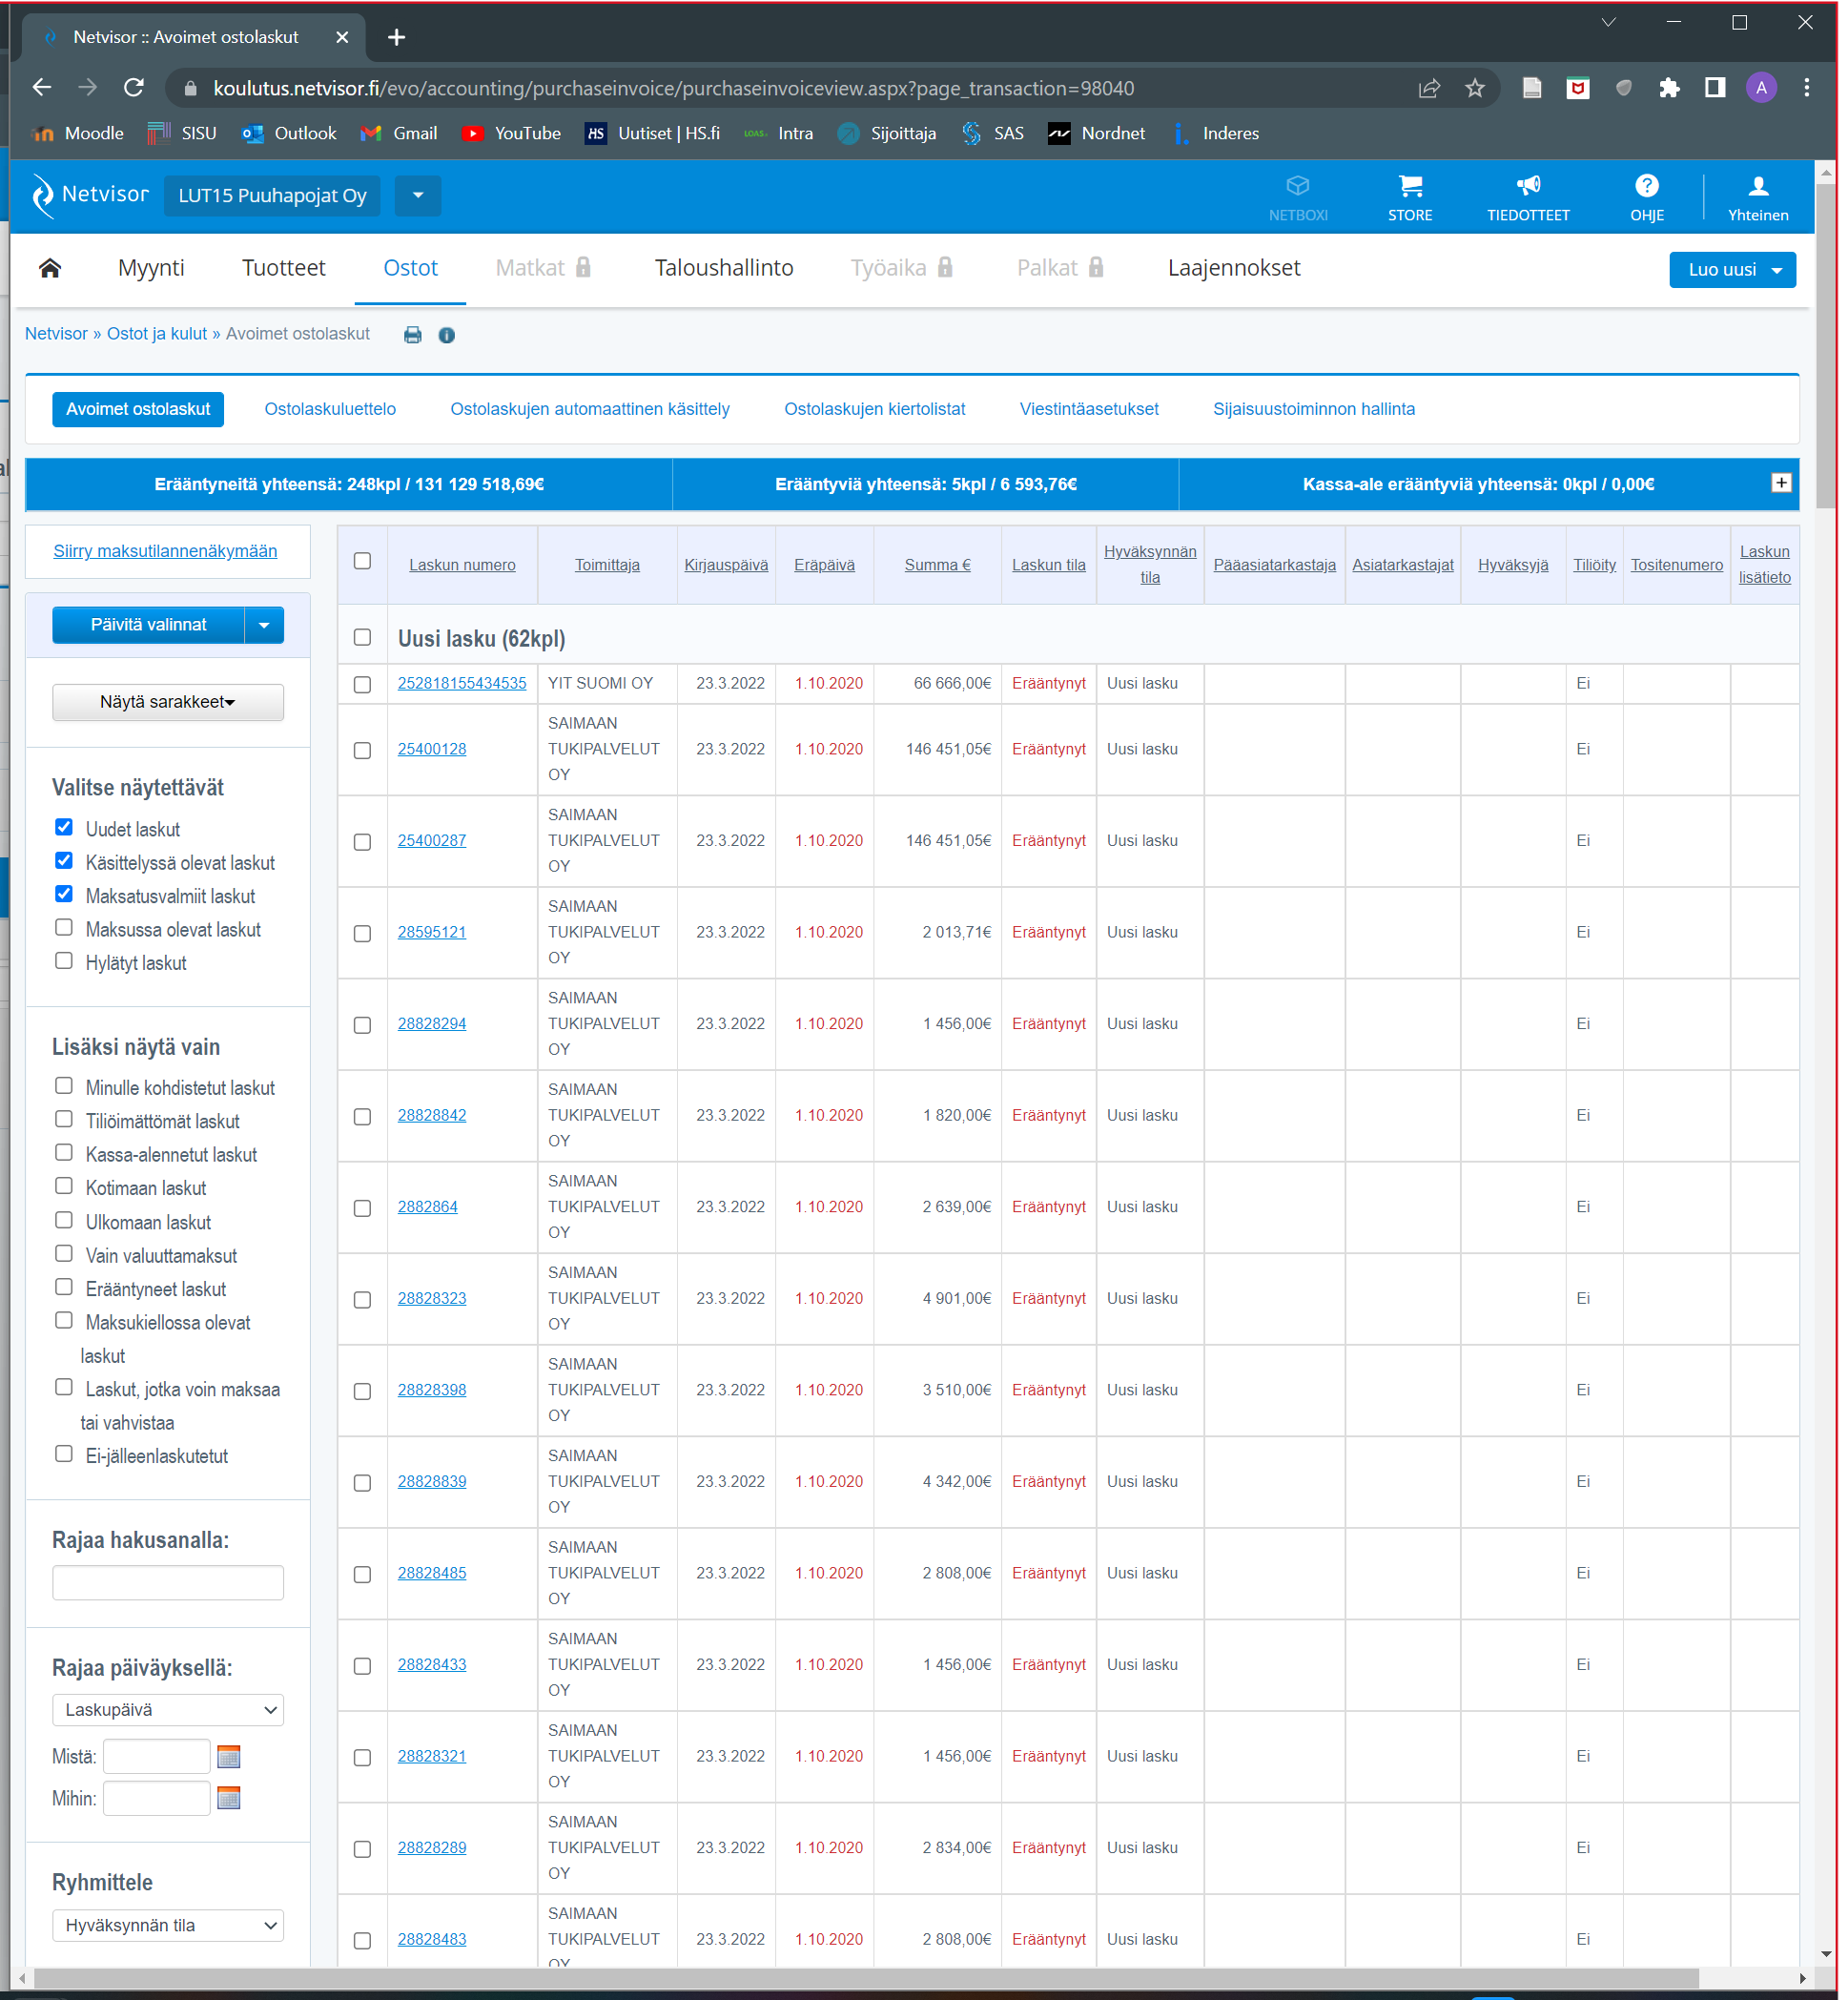 Netvisor :: Avoimet ostolaskut
koulutus.netvisor.fi/evo/accounting/purchaseinvoice/purchaseinvoiceview.aspx?page_transaction=98040
A
Moodle SISU Outlook Gmail YouTube HS Uutiset | HS.fi LOAS Intra Sijoittaja SAS Nordnet Inderes
Netvisor LUT15 Puuhapojat Oy
NETBOXI STORE TIEDOTTEET OHJE Yhteinen
Myynti Tuotteet Ostot Matkat Taloushallinto Työaika Palkat Laajennokset Luo uusi
Netvisor » Ostot ja kulut » Avoimet ostolaskut
Avoimet ostolaskut Ostolaskuluettelo Ostolaskujen automaattinen käsittely Ostolaskujen kiertolistat Viestintäasetukset Sijaisuustoiminnon hallinta
Erääntyneitä yhteensä: 248kpl / 131 129 518,69€ Erääntyviä yhteensä: 5kpl / 6 593,76€ Kassa-ale erääntyviä yhteensä: 0kpl / 0,00€
Siirry maksutilannenäkymään
Päivitä valinnat
Näytä sarakkeet
Valitse näytettävät
Uudet laskut
Käsittelyssä olevat laskut
Maksatusvalmiit laskut
Maksussa olevat laskut
Hylätyt laskut
Lisäksi näytä vain
Minulle kohdistetut laskut
Tiliöimättömät laskut
Kassa-alennetut laskut
Kotimaan laskut
Ulkomaan laskut
Vain valuuttamaksut
Erääntyneet laskut
Maksukiellossa olevat
laskut
Laskut, jotka voin maksaa
tai vahvistaa
Ei-jälleenlaskutetut
Rajaa hakusanalla:
Rajaa päiväyksellä:
Laskupäivä
Mistä:
Mihin:
Ryhmittele
Hyväksynnän tila
Laskun numero Toimittaja Kirjauspäivä Eräpäivä Summa € Laskun tila Hyväksynnän tila Pääasiatarkastaja Asiatarkastajat Hyväksyjä Tiliöity Tositenumero Laskun lisätieto
Uusi lasku (62kpl)
252818155434535 YIT SUOMI OY 23.3.2022 1.10.2020 66 666,00€ Erääntynyt Uusi lasku Ei
25400128 SAIMAAN TUKIPALVELUT OY 23.3.2022 1.10.2020 146 451,05€ Erääntynyt Uusi lasku Ei
25400287 SAIMAAN TUKIPALVELUT OY 23.3.2022 1.10.2020 146 451,05€ Erääntynyt Uusi lasku Ei
28595121 SAIMAAN TUKIPALVELUT OY 23.3.2022 1.10.2020 2 013,71€ Erääntynyt Uusi lasku Ei
28828294 SAIMAAN TUKIPALVELUT OY 23.3.2022 1.10.2020 1 456,00€ Erääntynyt Uusi lasku Ei
28828842 SAIMAAN TUKIPALVELUT OY 23.3.2022 1.10.2020 1 820,00€ Erääntynyt Uusi lasku Ei
2882864 SAIMAAN TUKIPALVELUT OY 23.3.2022 1.10.2020 2 639,00€ Erääntynyt Uusi lasku Ei
28828323 SAIMAAN TUKIPALVELUT OY 23.3.2022 1.10.2020 4 901,00€ Erääntynyt Uusi lasku Ei
28828398 SAIMAAN TUKIPALVELUT OY 23.3.2022 1.10.2020 3 510,00€ Erääntynyt Uusi lasku Ei
28828839 SAIMAAN TUKIPALVELUT OY 23.3.2022 1.10.2020 4 342,00€ Erääntynyt Uusi lasku Ei
28828485 SAIMAAN TUKIPALVELUT OY 23.3.2022 1.10.2020 2 808,00€ Erääntynyt Uusi lasku Ei
28828433 SAIMAAN TUKIPALVELUT OY 23.3.2022 1.10.2020 1 456,00€ Erääntynyt Uusi lasku Ei
28828321 SAIMAAN TUKIPALVELUT OY 23.3.2022 1.10.2020 1 456,00€ Erääntynyt Uusi lasku Ei
28828289 SAIMAAN TUKIPALVELUT OY 23.3.2022 1.10.2020 2 834,00€ Erääntynyt Uusi lasku Ei
28828483 SAIMAAN TUKIPALVELUT OY 23.3.2022 1.10.2020 2 808,00€ Erääntynyt Uusi lasku Ei